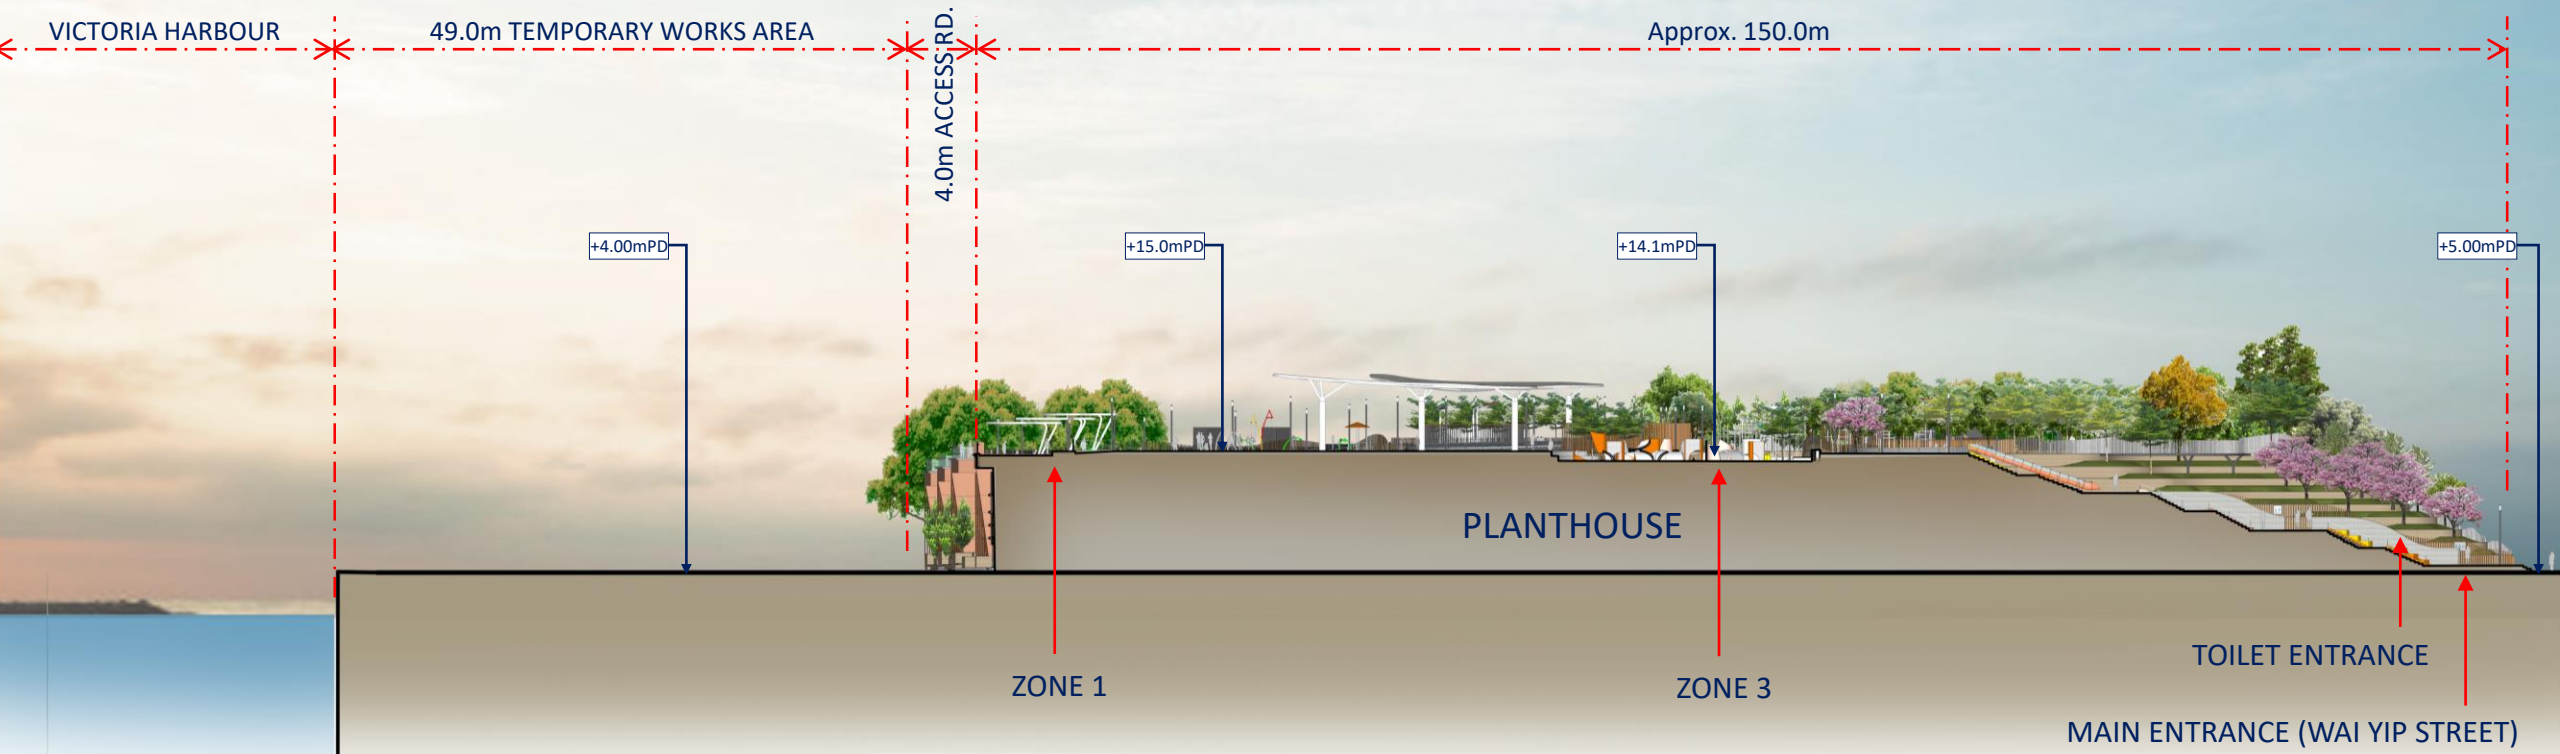 VICTORIA HARBOUR
49.0m TEMPORARY WORKS AREA
4.0m ACCESS RD.
Approx. 150.0m
+4.00mPD
+15.0mPD
+14.1mPD
+5.00mPD
PLANTHOUSE
ZONE 1
ZONE 3
TOILET ENTRANCE
MAIN ENTRANCE (WAI YIP STREET)